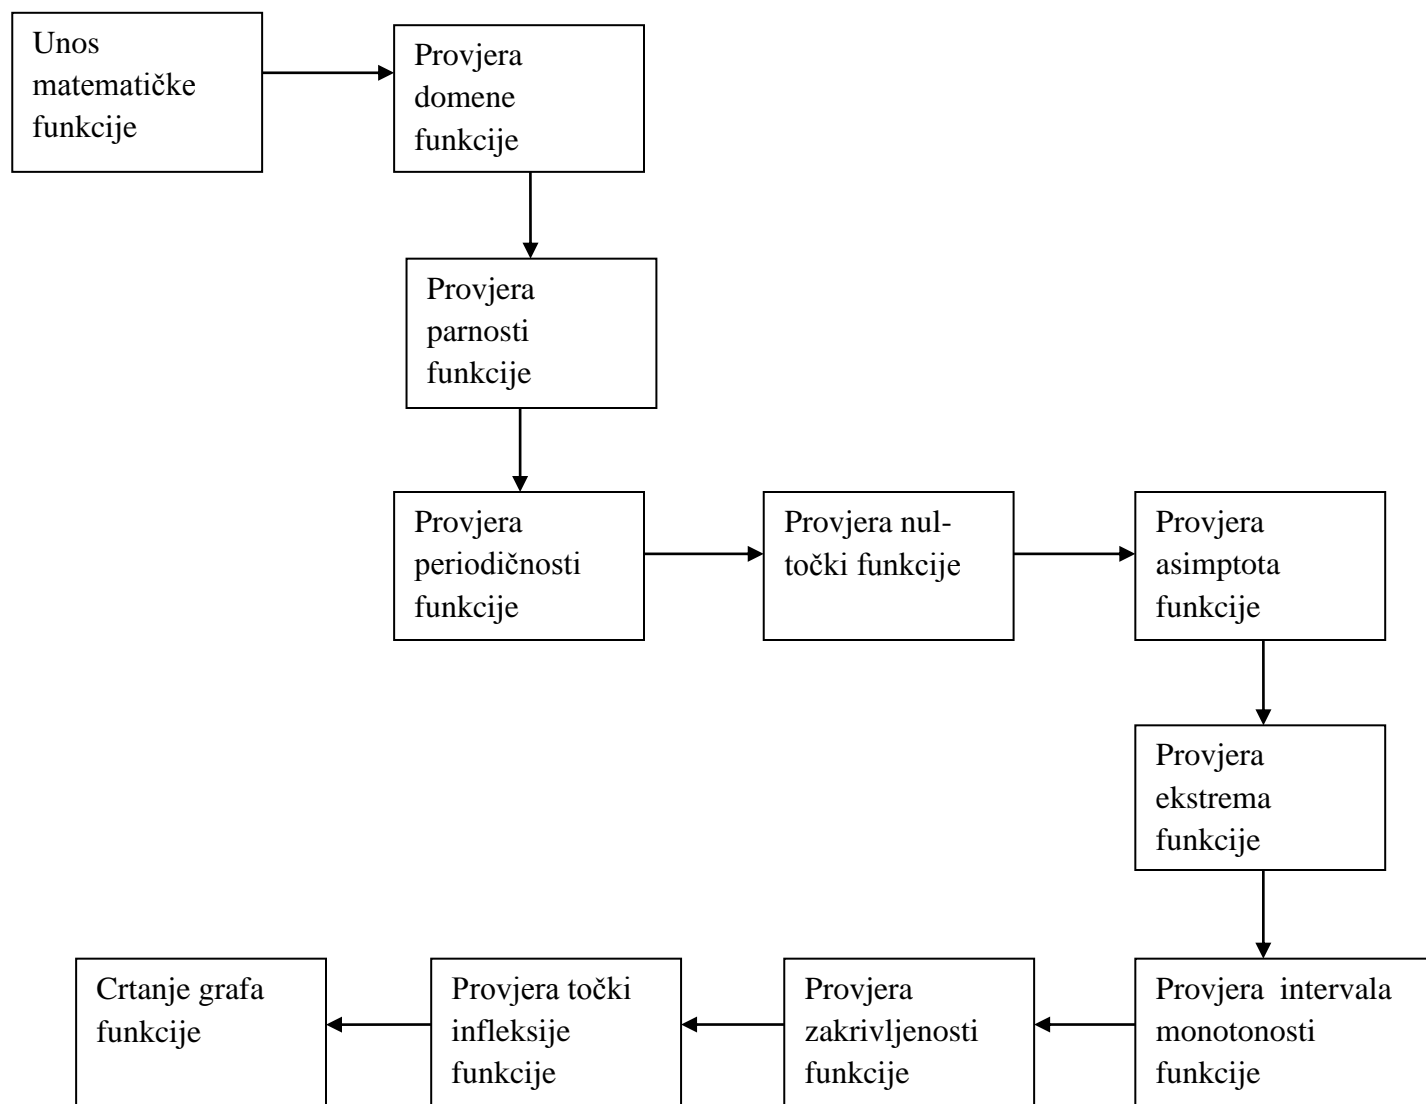 Unos
matematičke
funkcije
Provjera
domene
funkcije
Provjera
parnosti
funkcije
Provjera
periodičnosti
funkcije
Provjera nul-
točki funkcije
Provjera
asimptota
funkcije
Provjera
ekstrema
funkcije
Provjera  intervala
monotonosti
funkcije
Provjera
zakrivljenosti
funkcije
Provjera točki
infleksije
funkcije
Crtanje grafa
funkcije